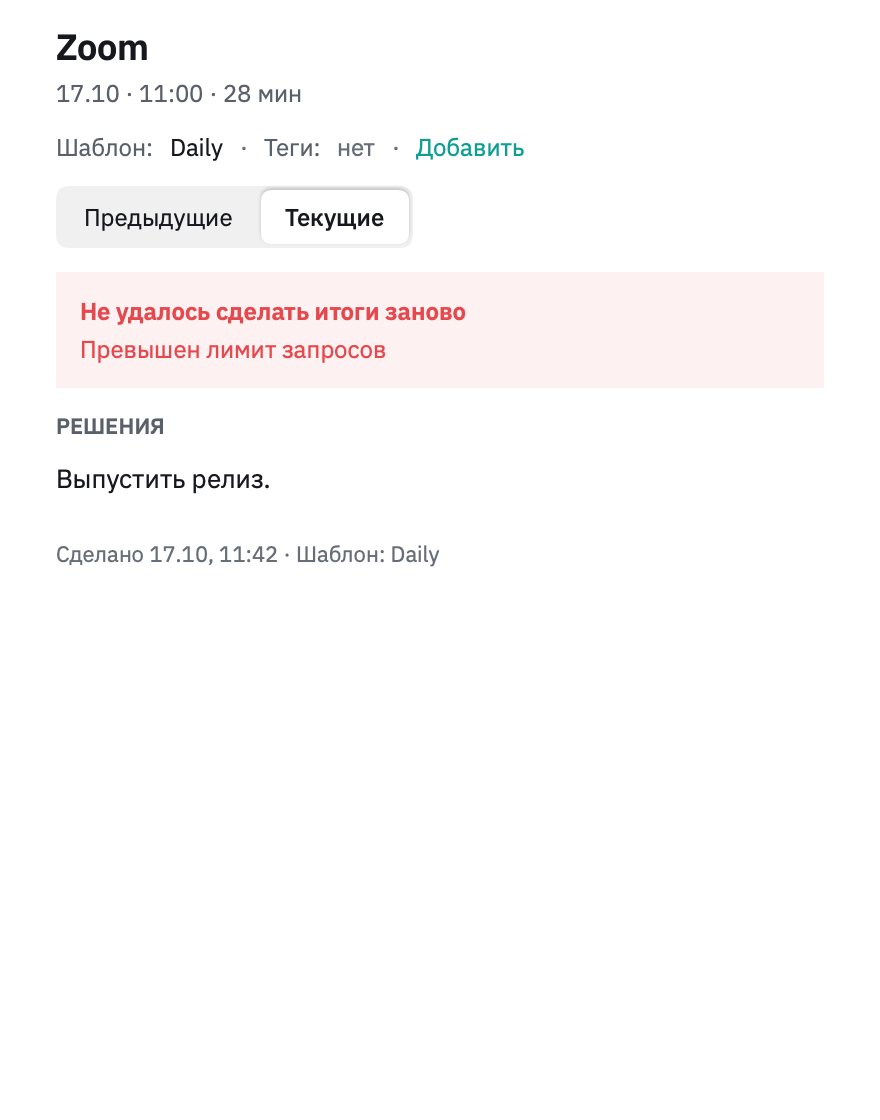 Zoom
17.10 · 11:00 · 28 мин
Шаблон: Daily · Теги: нет · Добавить
Предыдущие Текущие
Не удалось сделать итоги заново
Превышен лимит запросов
РЕШЕНИЯ
Выпустить релиз.
Сделано 17.10, 11:42 · Шаблон: Daily